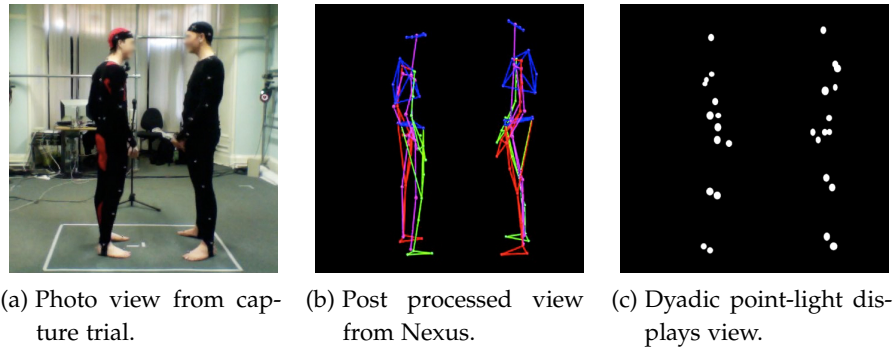 (a) Photo view from cap-
ture trial.
(b) Post processed view
from Nexus.
(c) Dyadic point-light dis-
plays view.